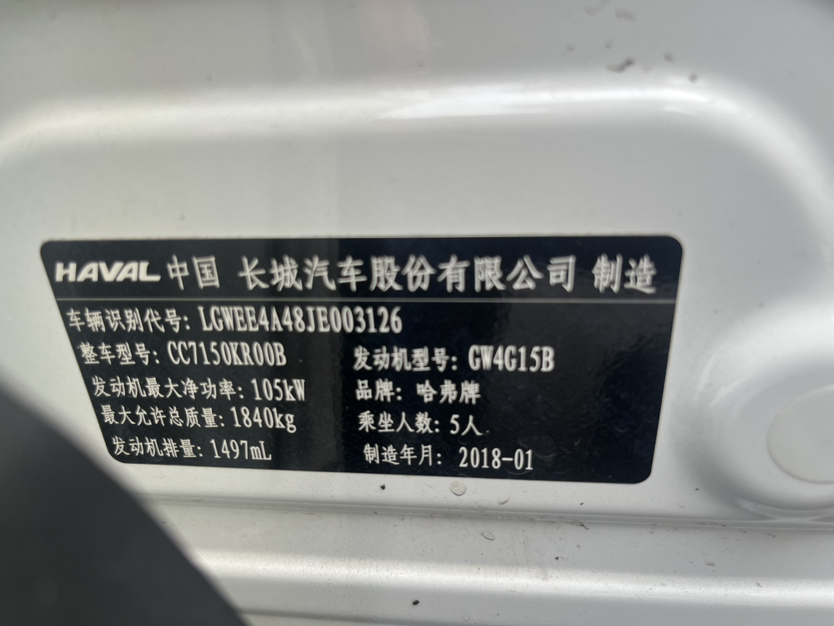 HAVAL 中国 长城汽车股份有限公司 制造
车辆识别代号: LGWEE4A48JE003126
整车型号: CC7150KR00B 发动机型号: GW4G15B
发动机最大净功率: 105kW 品牌: 哈弗牌
最大允许总质量: 1840kg 乘坐人数: 5人
发动机排量: 1497mL 制造年月: 2018-01